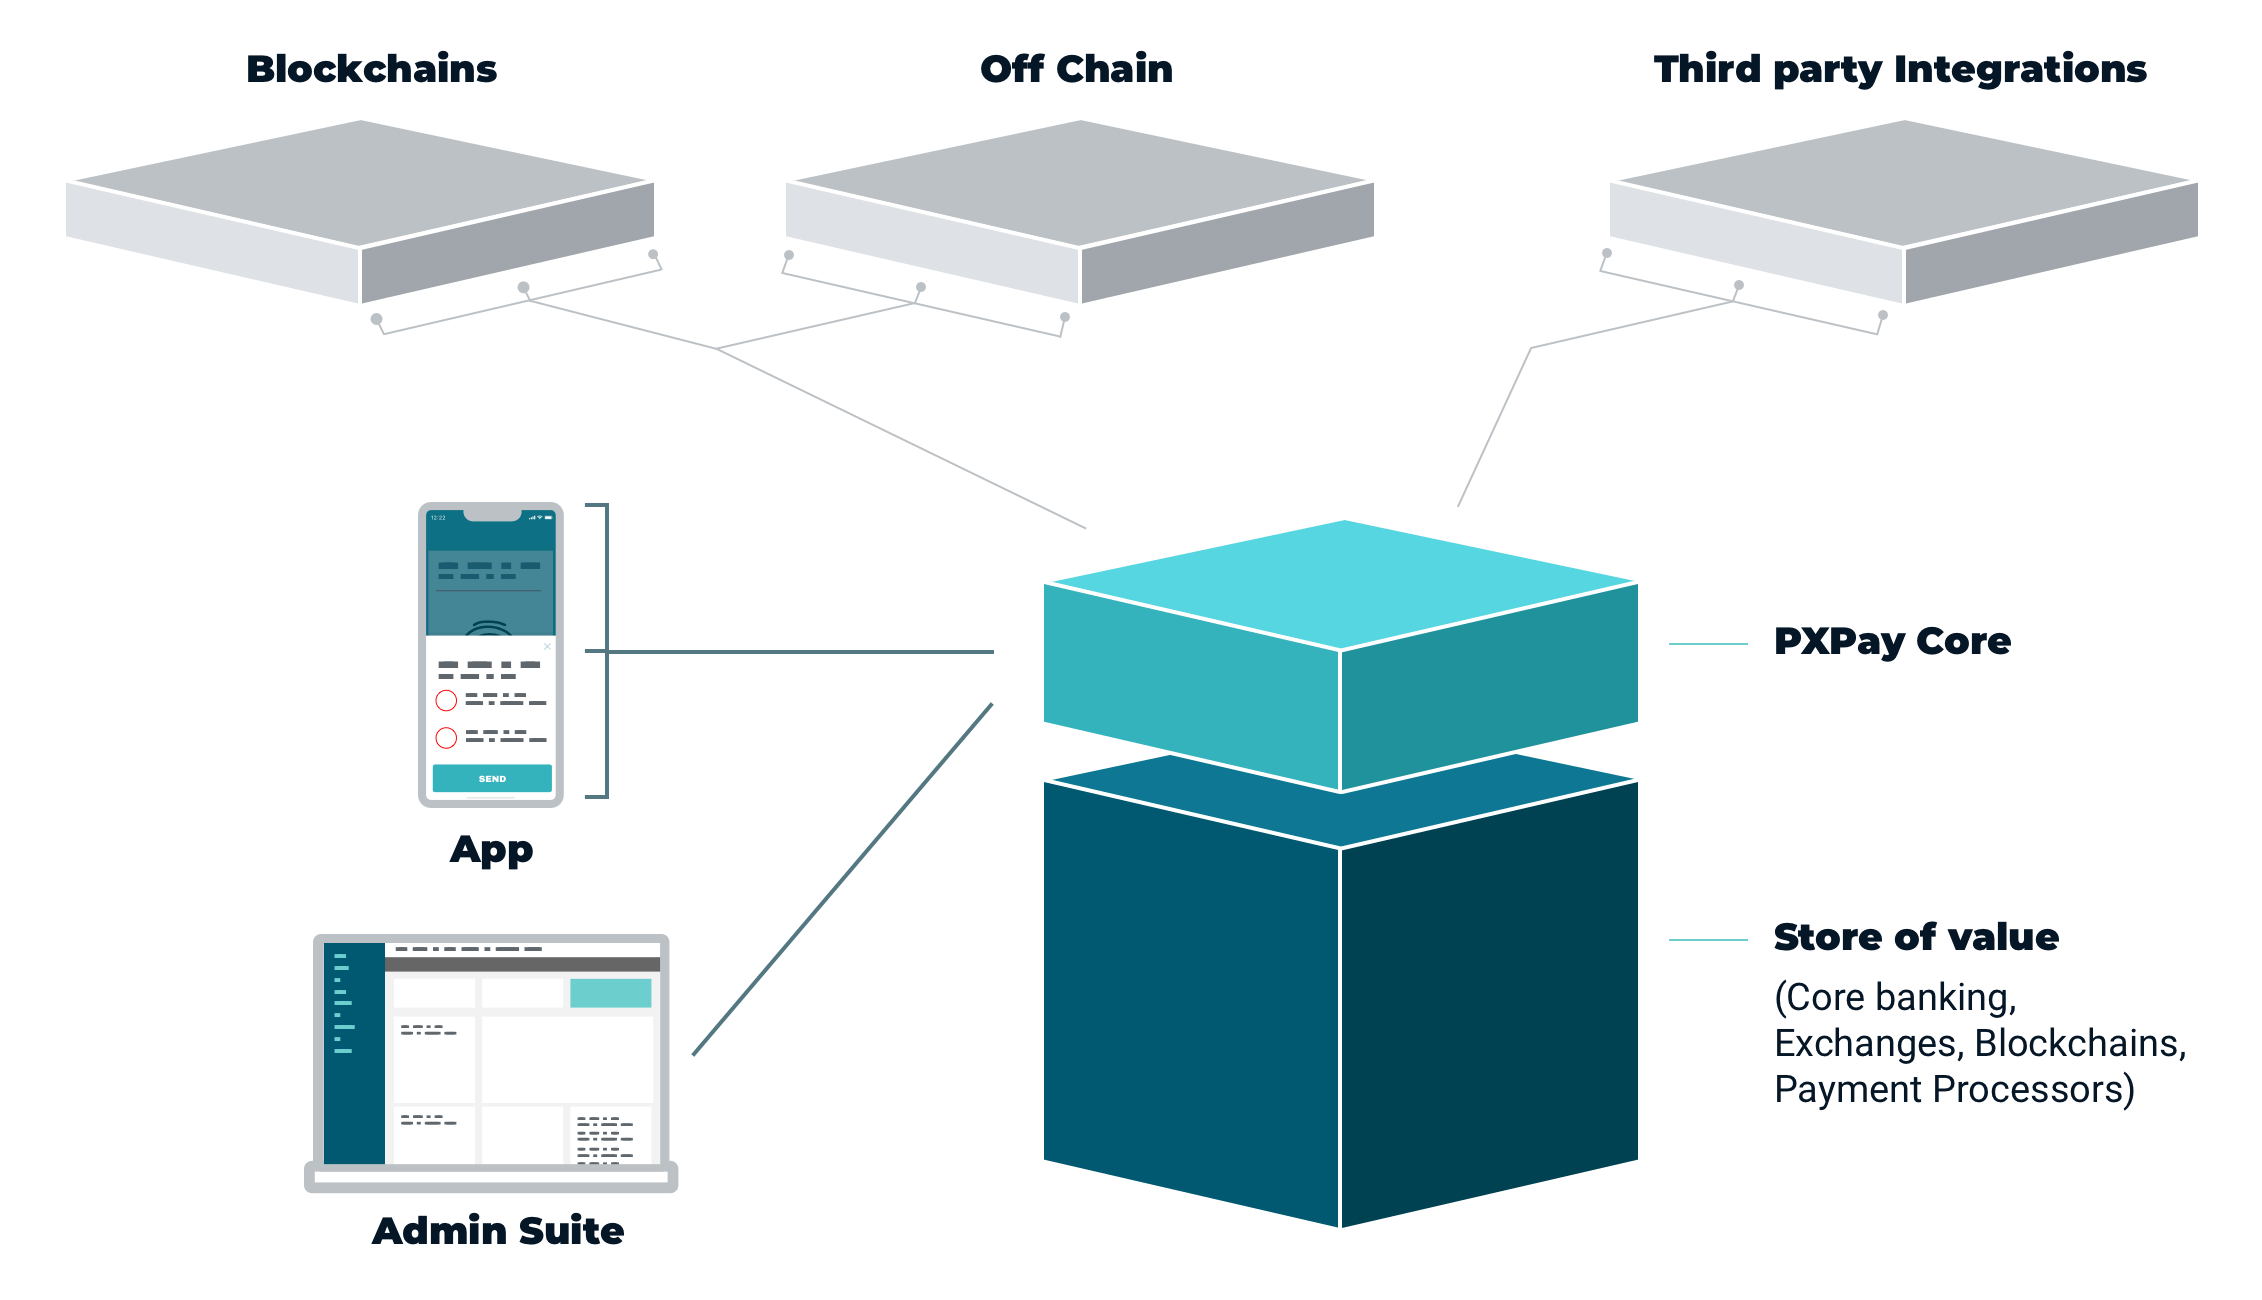 Blockchains
Off Chain
Third party Integrations
12:22
SEND
App
PXPay Core
Store of value
(Core banking,
Exchanges, Blockchains,
Payment Processors)
Admin Suite